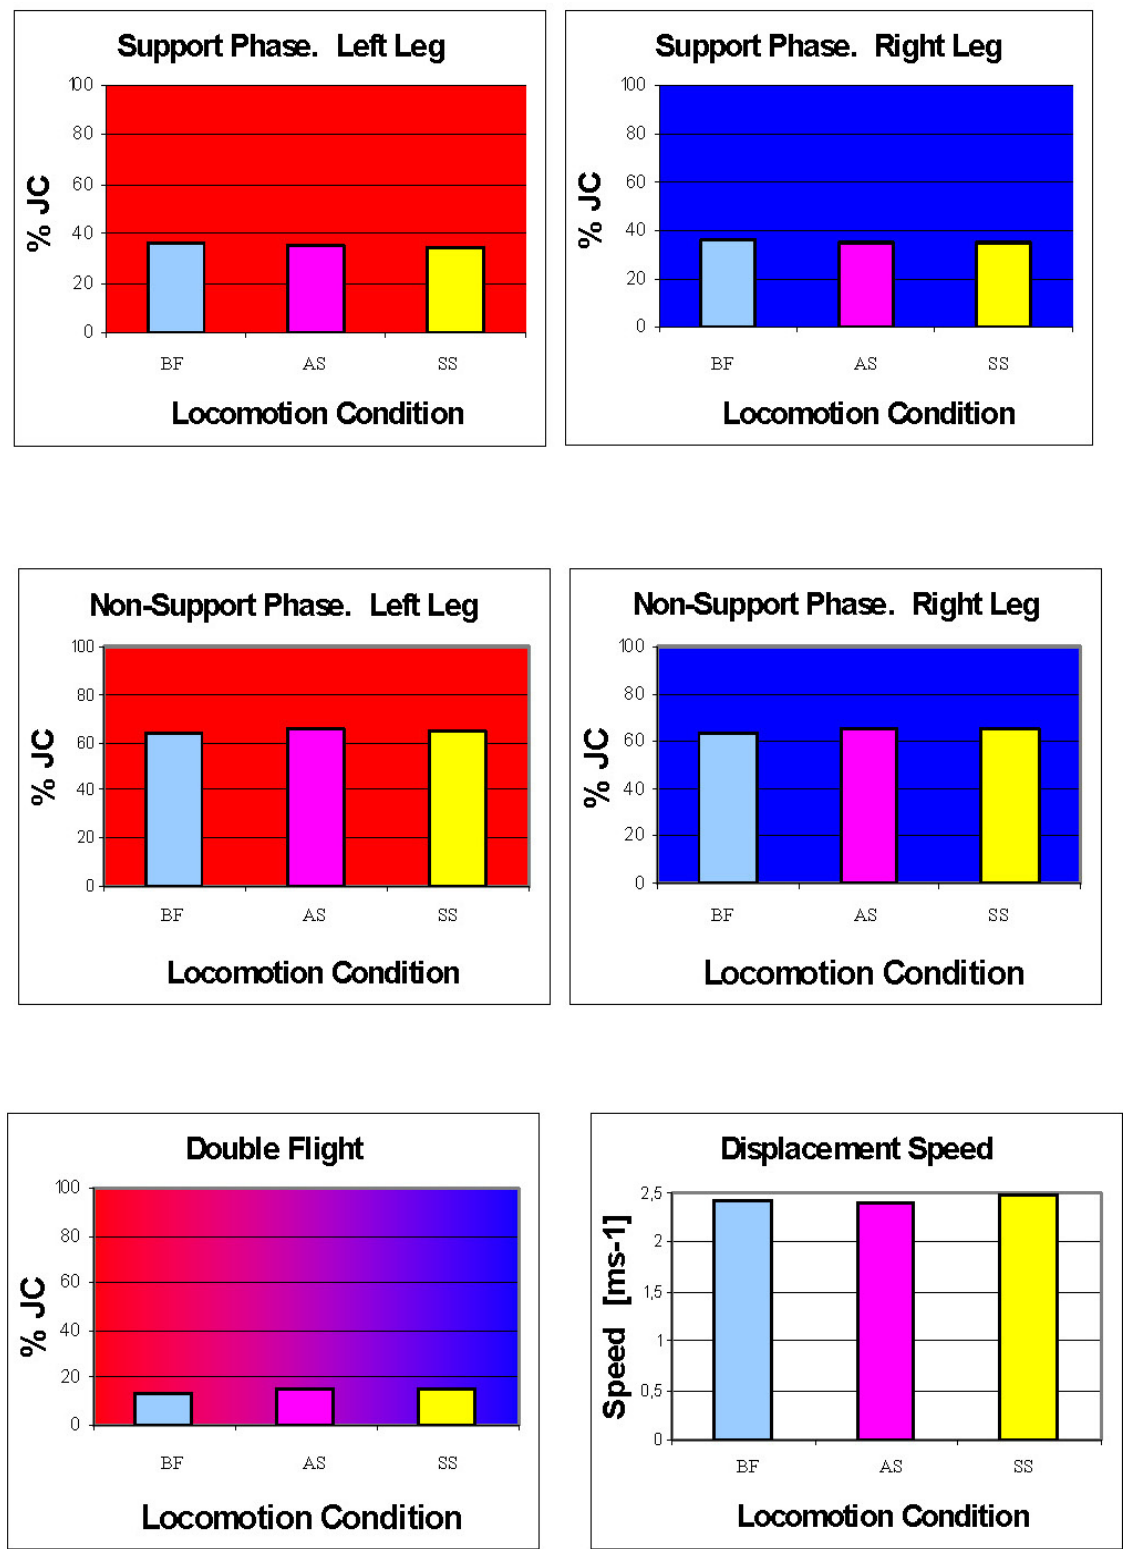 Support Phase.  Left Leg
100
80
60
40
20
0
% JC
BF AS SS
Locomotion Condition
Support Phase.  Right Leg
100
80
60
40
20
0
% JC
BF AS SS
Locomotion Condition
Non-Support Phase.  Left Leg
100
80
60
40
20
0
% JC
BF AS SS
Locomotion Condition
Non-Support Phase.  Right Leg
100
80
60
40
20
0
% JC
BF AS SS
Locomotion Condition
Double Flight
100
80
60
40
20
0
% JC
BF AS SS
Locomotion Condition
Displacement Speed
2,5
2
1,5
1
0,5
0
Speed  [ms-1]
BF AS SS
Locomotion Condition